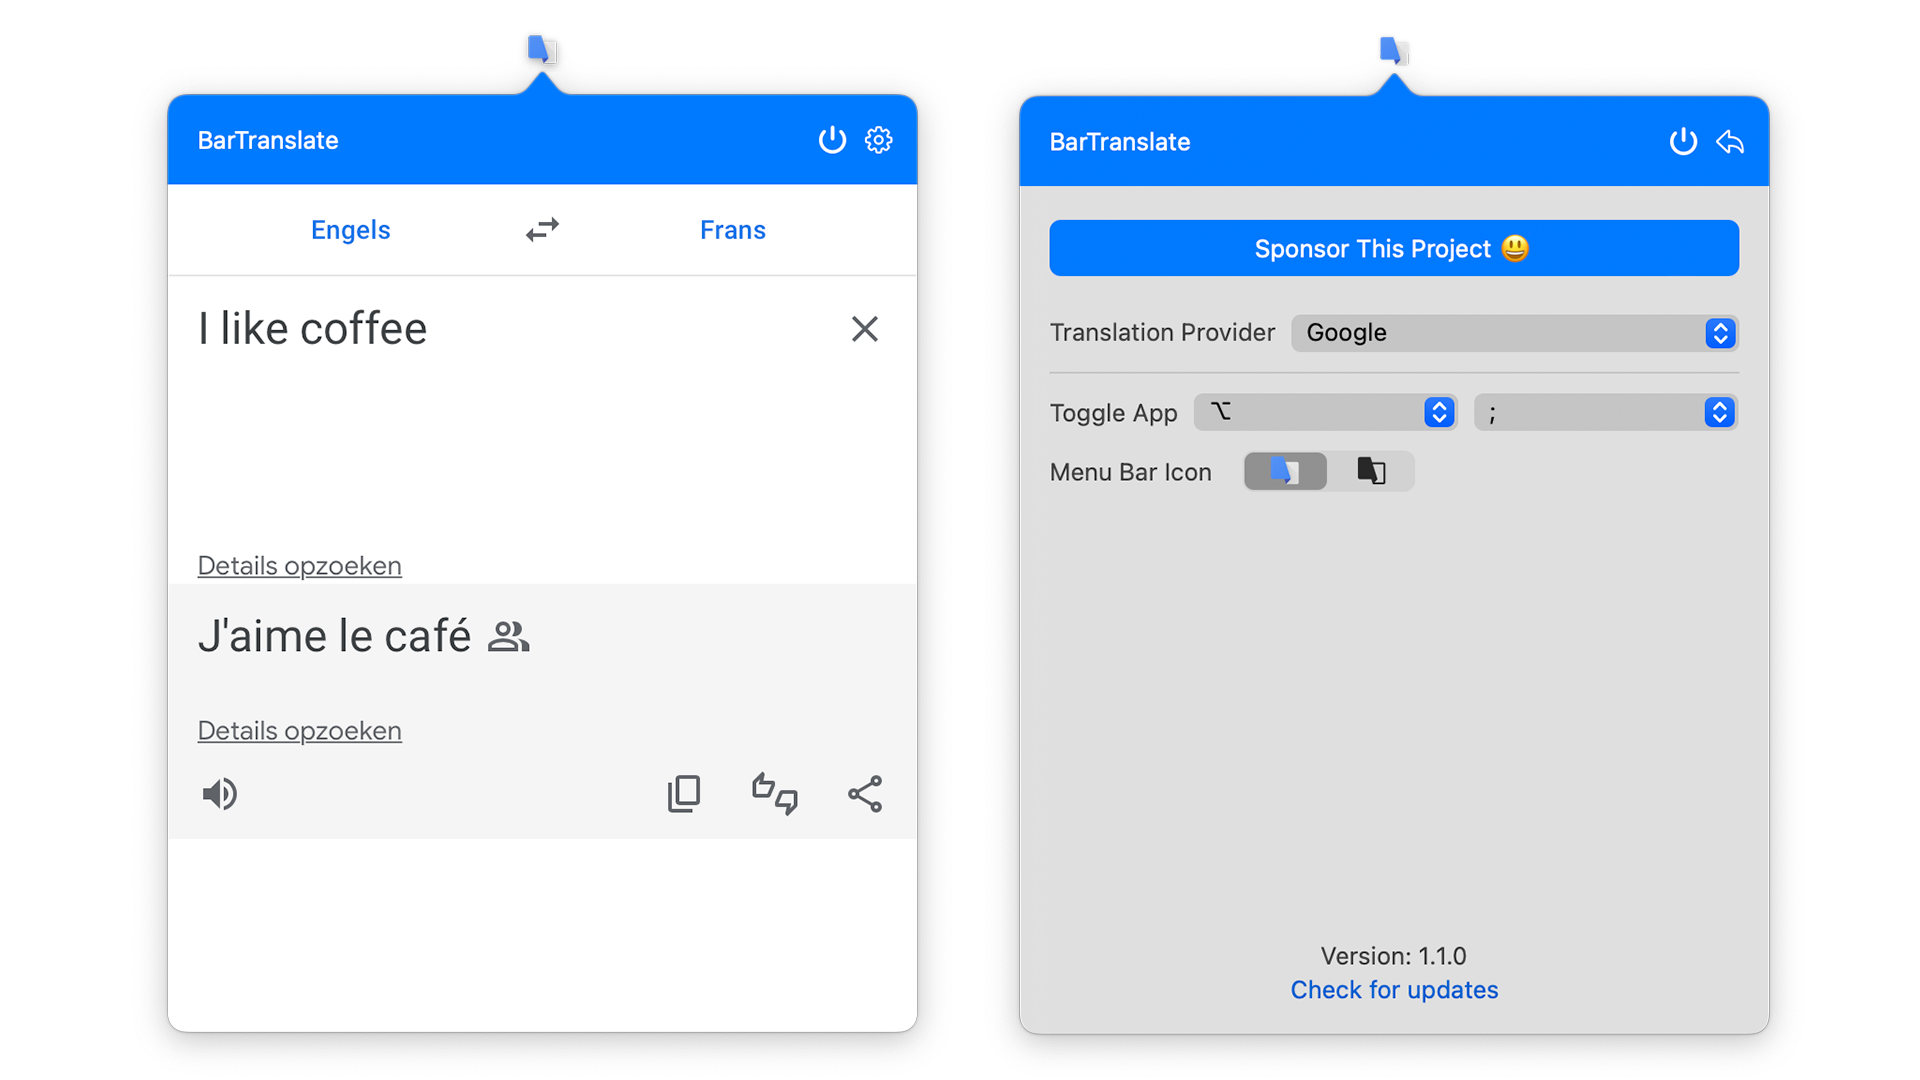 BarTranslate
Engels
Frans
I like coffee
Details opzoeken
J'aime le café
Details opzoeken
BarTranslate
Sponsor This Project 😃
Translation Provider
Google
Toggle App
⌥
;
Menu Bar Icon
Version: 1.1.0
Check for updates